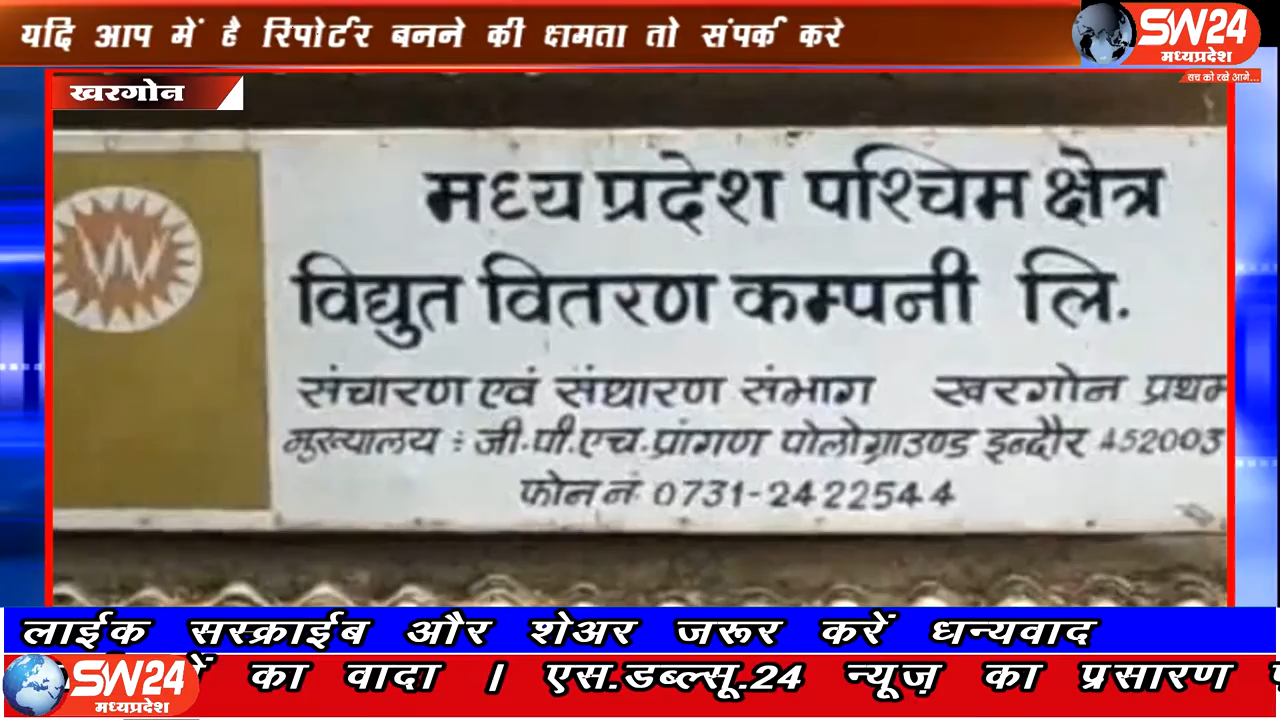 यदि आप में है रिपोर्टर बनने की क्षमता तो संपर्क करे
SW24
मध्यप्रदेश
सच को रखे आगे...
खरगोन
मध्य प्रदेश पश्चिम क्षेत्र
विद्युत वितरण कम्पनी लि.
संचारण एवं संधारण संभाग खरगोन प्रथम
मुख्यालय : जी.पी.एच.प्रांगण पोलोग्राउण्ड इन्दौर 452003
फोन नं. 0731-2422544
लाईक सस्क्राईब और शेअर जरूर करें धन्यवाद
SW24
मध्यप्रदेश
का वादा । एस.डब्ल्सू.24 न्यूज़ का प्रसारण